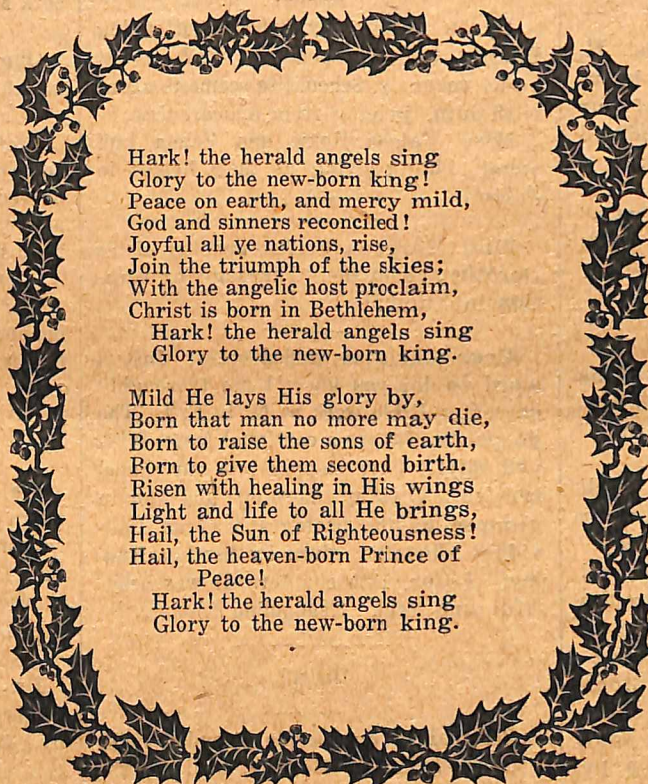 Hark! the herald angels sing
Glory to the new-born king!
Peace on earth, and mercy mild,
God and sinners reconciled!
Joyful all ye nations, rise,
Join the triumph of the skies;
With the angelic host proclaim,
Christ is born in Bethlehem,
Hark! the herald angels sing
Glory to the new-born king.
Mild He lays His glory by,
Born that man no more may die,
Born to raise the sons of earth,
Born to give them second birth.
Risen with healing in His wings
Light and life to all He brings,
Hail, the Sun of Righteousness!
Hail, the heaven-born Prince of
Peace!
Hark! the herald angels sing
Glory to the new-born king.